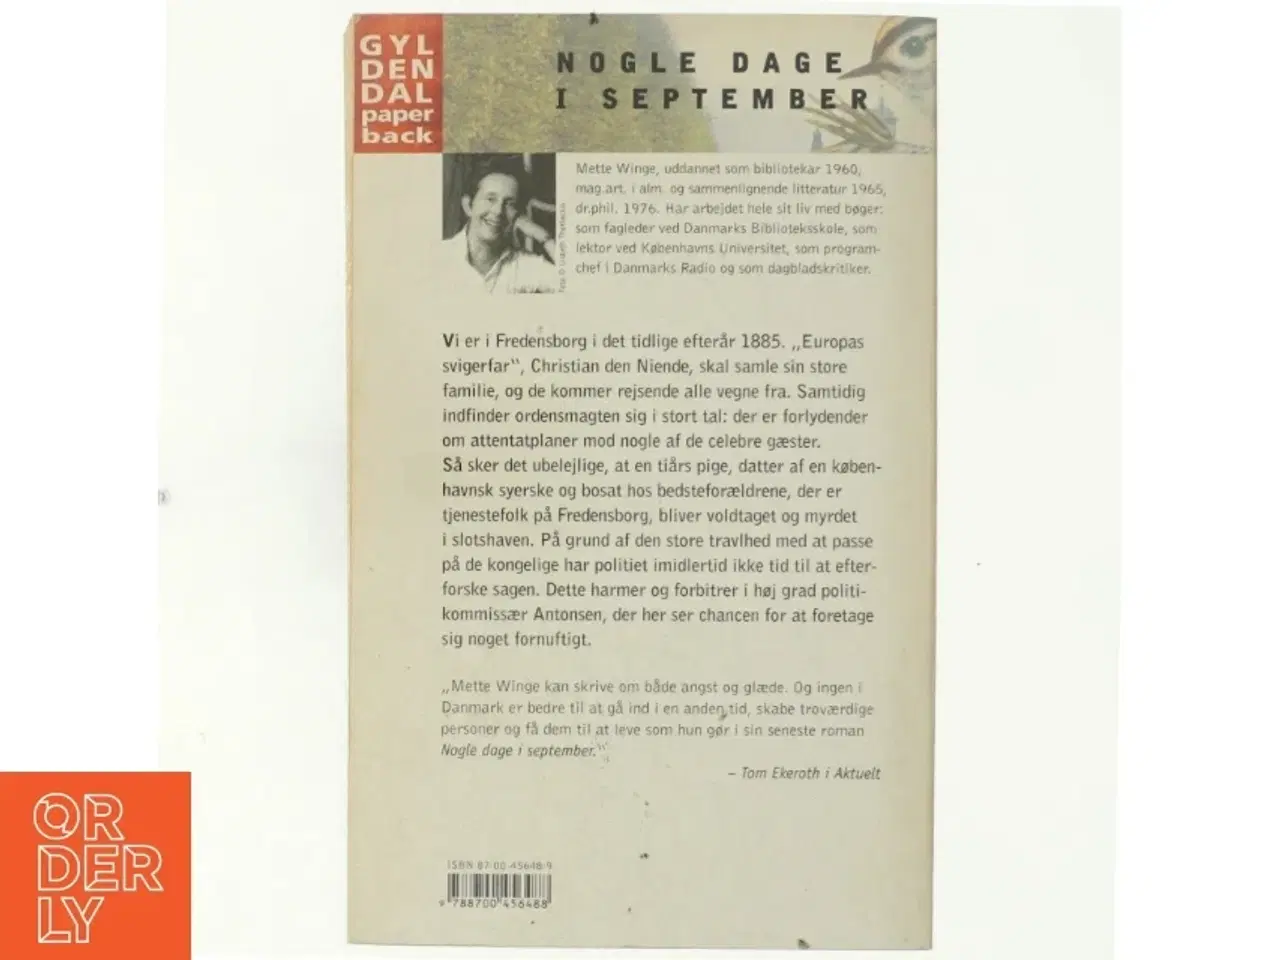 GYL
DEN
DAL
paper
back
NOGLE DAGE
I SEPTEMBER
Mette Winge, uddannet som bibliotekar 1960,
mag.art. i alm. og sammenlignende litteratur 1965,
dr.phil. 1976. Har arbejdet hele sit liv med bøger:
som fagleder ved Danmarks Biblioteksskole, som
lektor ved Københavns Universitet, som program-
chef i Danmarks Radio og som dagbladskritiker.
Vi er i Fredensborg i det tidlige efterår 1885. „Europas
svigerfar“, Christian den Niende, skal samle sin store
familie, og de kommer rejsende alle vegne fra. Samtidig
indfinder ordensmagten sig i stort tal: der er forlydender
om attentatplaner mod nogle af de celebre gæster.
Så sker det ubelejlige, at en tiårs pige, datter af en køben-
havnsk syerske og bosat hos bedsteforældrene, der er
tjenestefolk på Fredensborg, bliver voldtaget og myrdet
i slotshaven. På grund af den store travlhed med at passe
på de kongelige har politiet imidlertid ikke tid til at efter-
forske sagen. Dette harmer og forbitrer i høj grad politi-
kommissær Antonsen, der her ser chancen for at foretage
sig noget fornuftigt.
„Mette Winge kan skrive om både angst og glæde. Og ingen i
Danmark er bedre til at gå ind i en anden tid, skabe troværdige
personer og få dem til at leve som hun gør i sin seneste roman
Nogle dage i september.“
– Tom Ekeroth i Aktuelt
ISBN 87-00-45648-9
9 788700 456488
OR
DER
LY